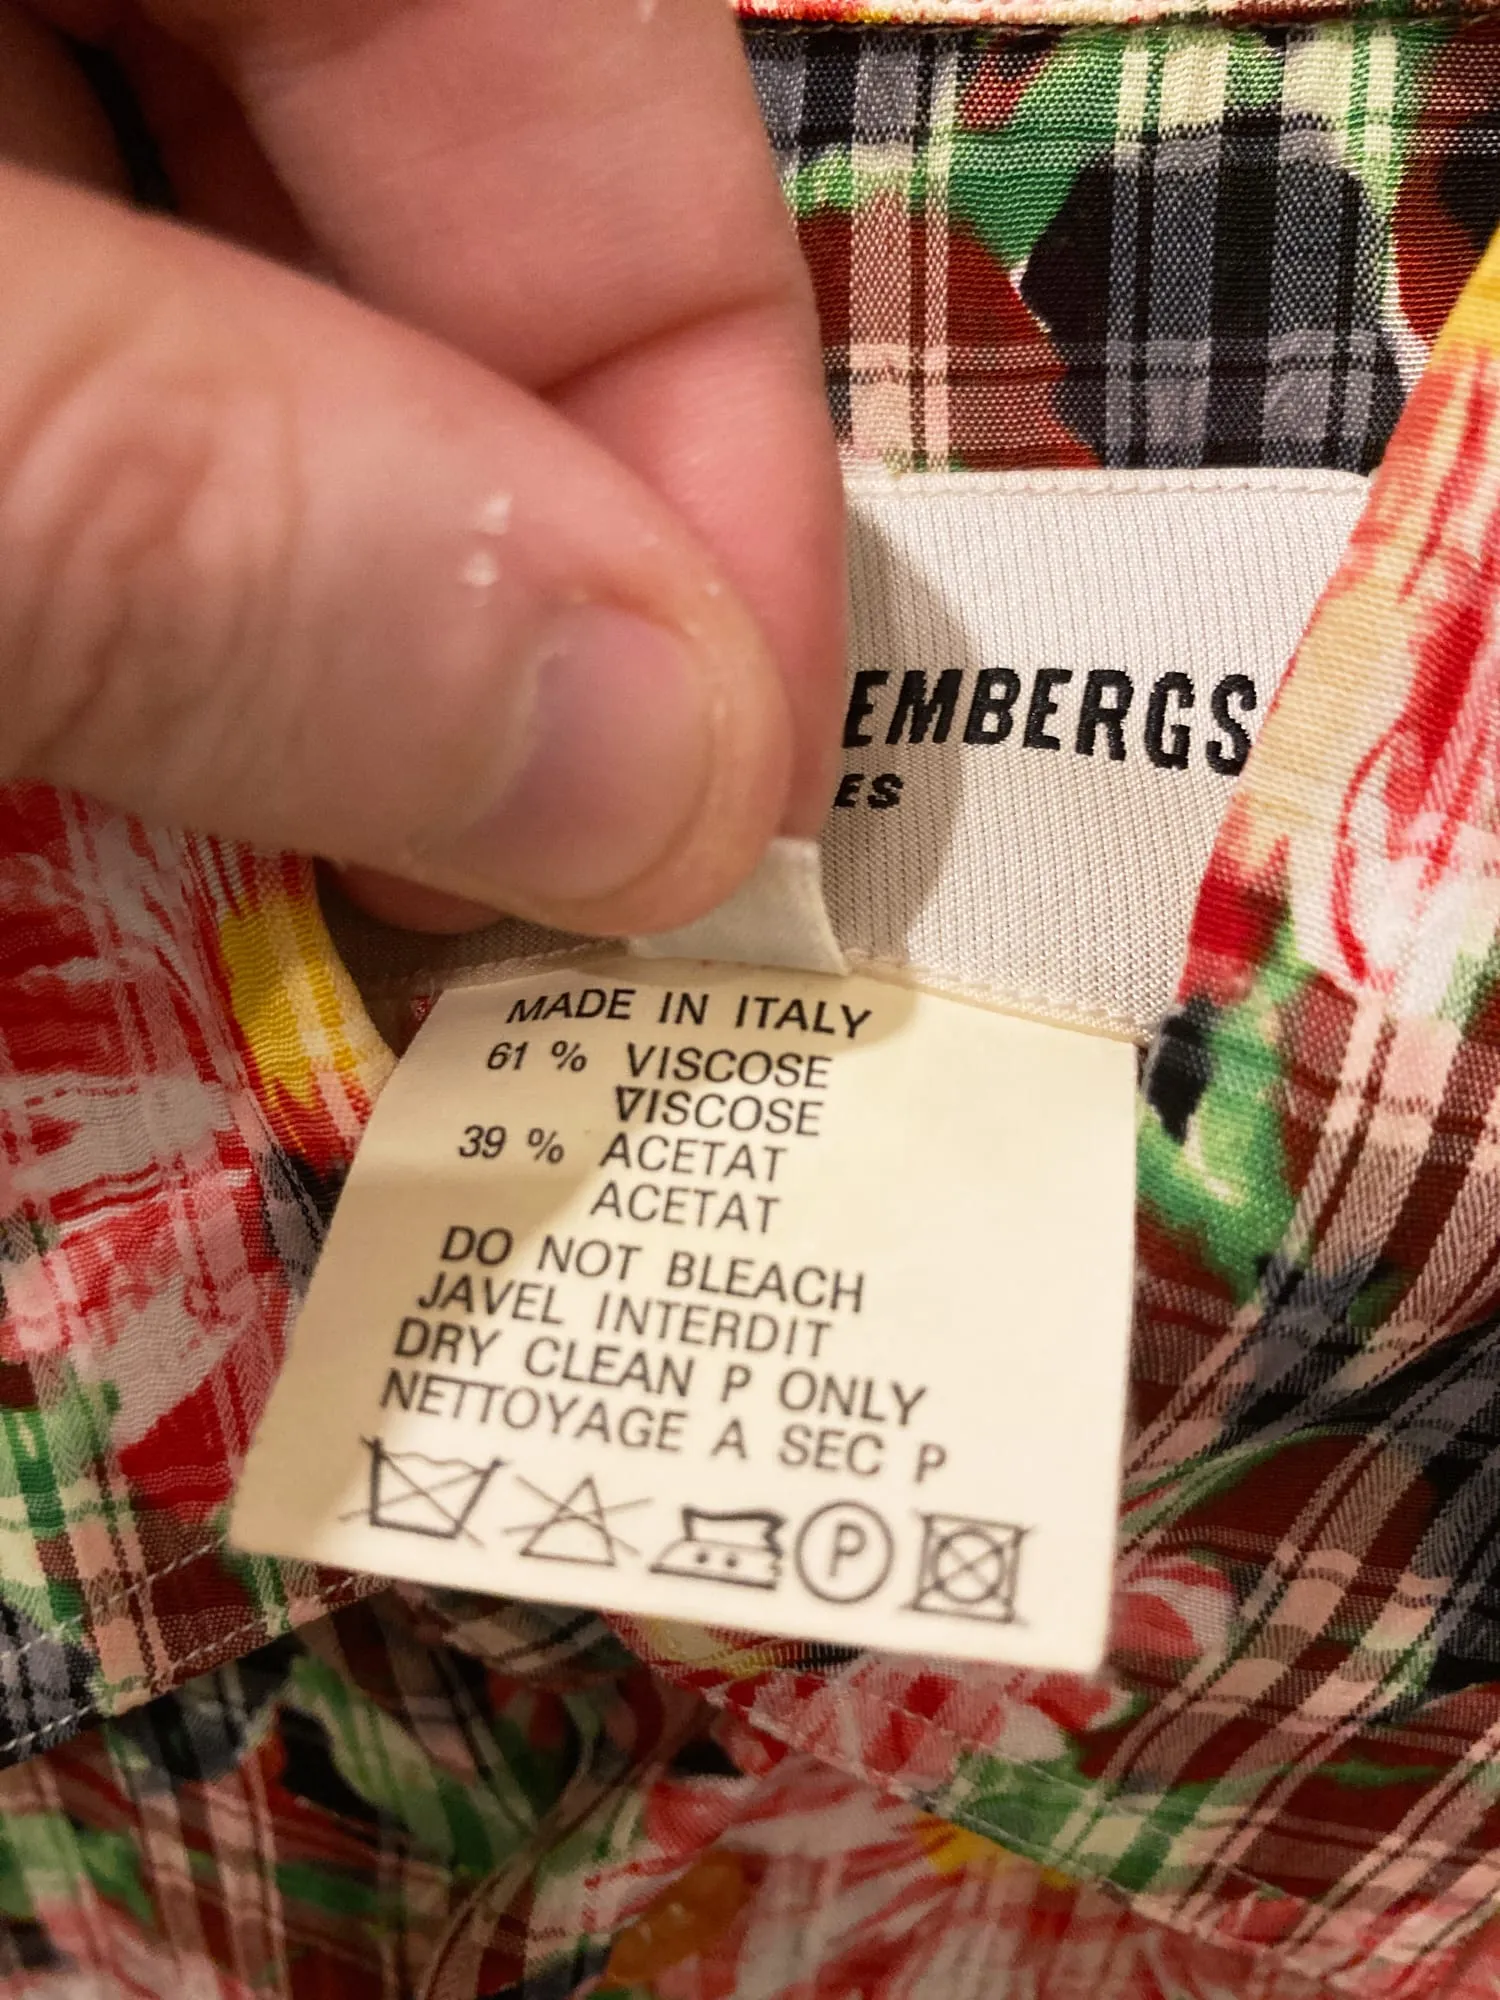 EMBERGS
ES
MADE IN ITALY
61 % VISCOSE
VISCOSE
39 % ACETAT
ACETAT
DO NOT BLEACH
JAVEL INTERDIT
DRY CLEAN P ONLY
NETTOYAGE A SEC P
P